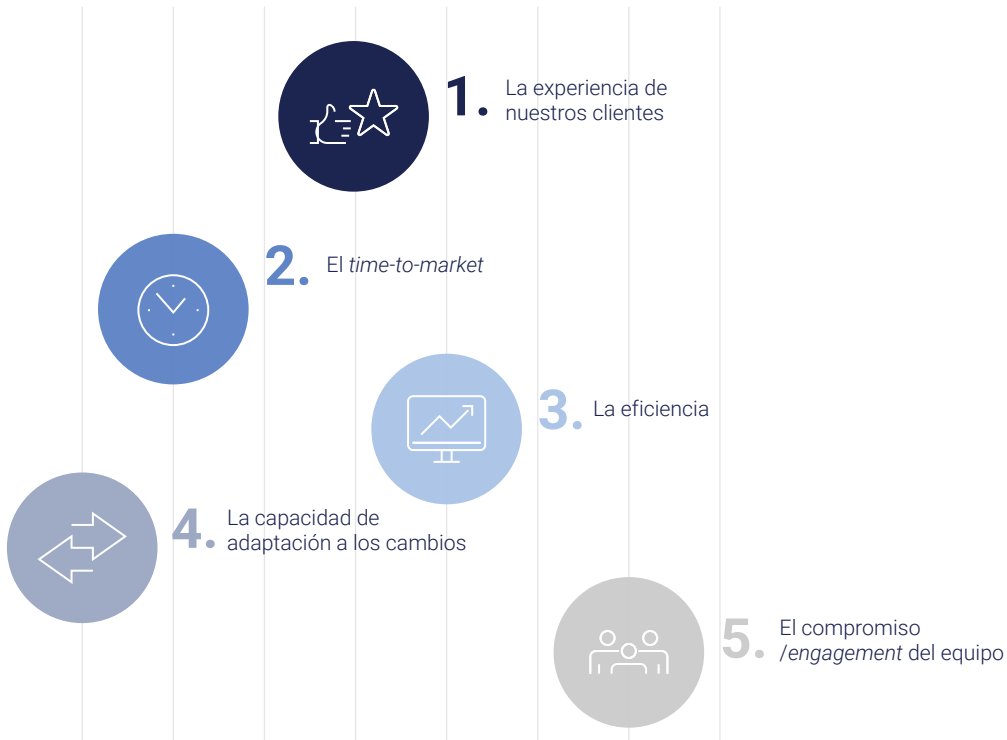 1. La experiencia de
nuestros clientes
2. El time-to-market
3. La eficiencia
4. La capacidad de
adaptación a los cambios
5. El compromiso
/engagement del equipo